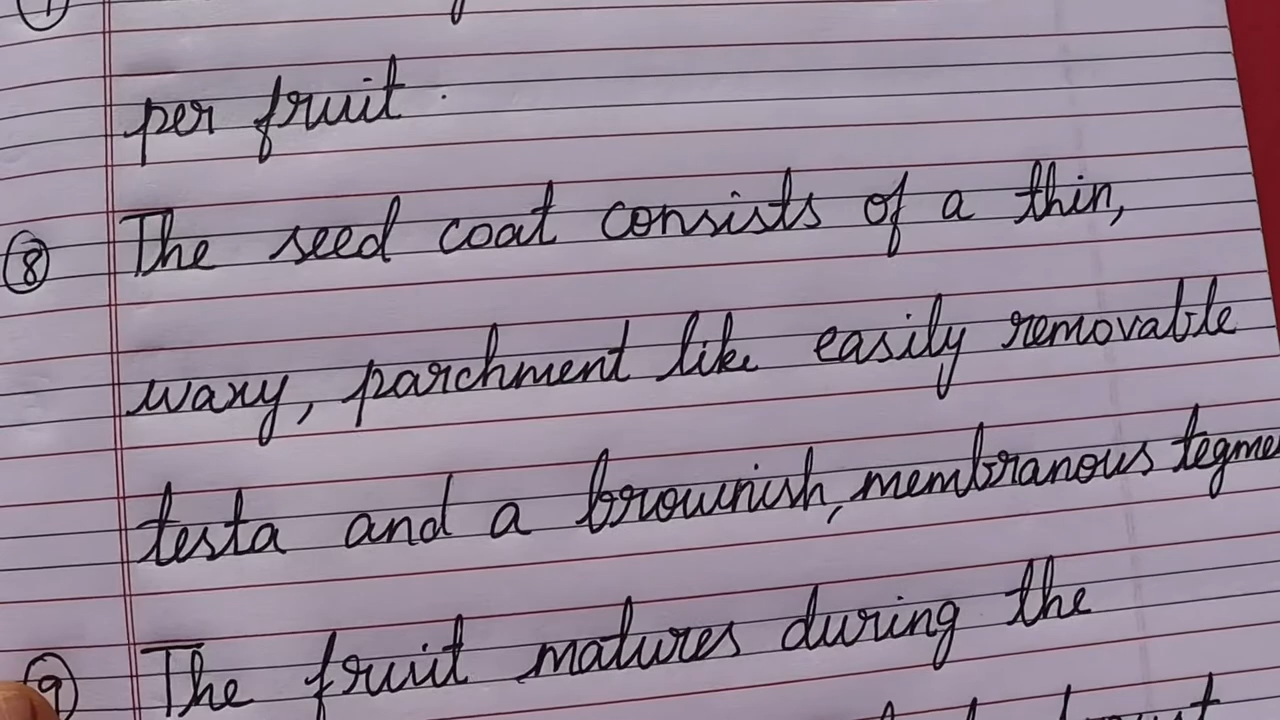 per fruit.
⑧ The seed coat consists of a thin,
waxy, parchment like easily removable
testa and a brownish, membranous tegme
⑨ The fruit matures during the